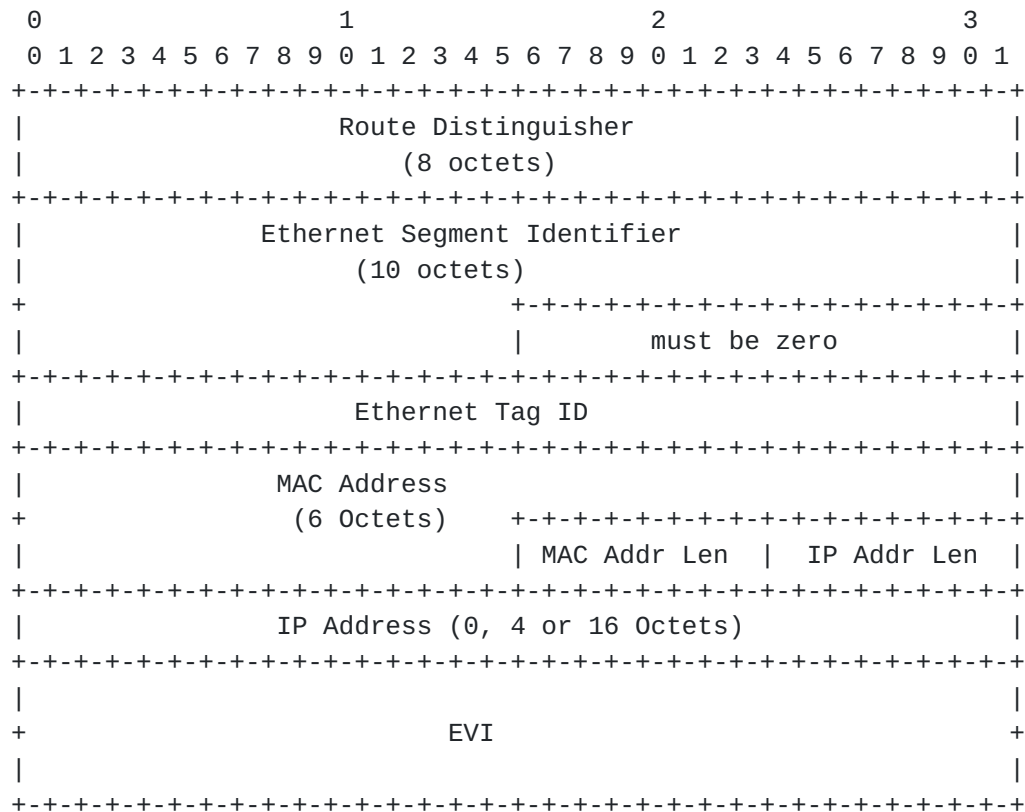 0                   1                   2                   3
 0 1 2 3 4 5 6 7 8 9 0 1 2 3 4 5 6 7 8 9 0 1 2 3 4 5 6 7 8 9 0 1
+-+-+-+-+-+-+-+-+-+-+-+-+-+-+-+-+-+-+-+-+-+-+-+-+-+-+-+-+-+-+-+-+
|                    Route Distinguisher                        |
|                        (8 octets)                             |
+-+-+-+-+-+-+-+-+-+-+-+-+-+-+-+-+-+-+-+-+-+-+-+-+-+-+-+-+-+-+-+-+
|               Ethernet Segment Identifier                     |
|                     (10 octets)                               |
+                               +-+-+-+-+-+-+-+-+-+-+-+-+-+-+-+-+
|                               |        must be zero           |
+-+-+-+-+-+-+-+-+-+-+-+-+-+-+-+-+-+-+-+-+-+-+-+-+-+-+-+-+-+-+-+-+
|                     Ethernet Tag ID                           |
+-+-+-+-+-+-+-+-+-+-+-+-+-+-+-+-+-+-+-+-+-+-+-+-+-+-+-+-+-+-+-+-+
|                MAC Address                                    |
+                 (6 Octets)    +-+-+-+-+-+-+-+-+-+-+-+-+-+-+-+-+
|                               | MAC Addr Len  |  IP Addr Len  |
+-+-+-+-+-+-+-+-+-+-+-+-+-+-+-+-+-+-+-+-+-+-+-+-+-+-+-+-+-+-+-+-+
|                IP Address (0, 4 or 16 Octets)                 |
+-+-+-+-+-+-+-+-+-+-+-+-+-+-+-+-+-+-+-+-+-+-+-+-+-+-+-+-+-+-+-+-+
|                                                               |
+                           EVI                                 +
|                                                               |
+-+-+-+-+-+-+-+-+-+-+-+-+-+-+-+-+-+-+-+-+-+-+-+-+-+-+-+-+-+-+-+-+